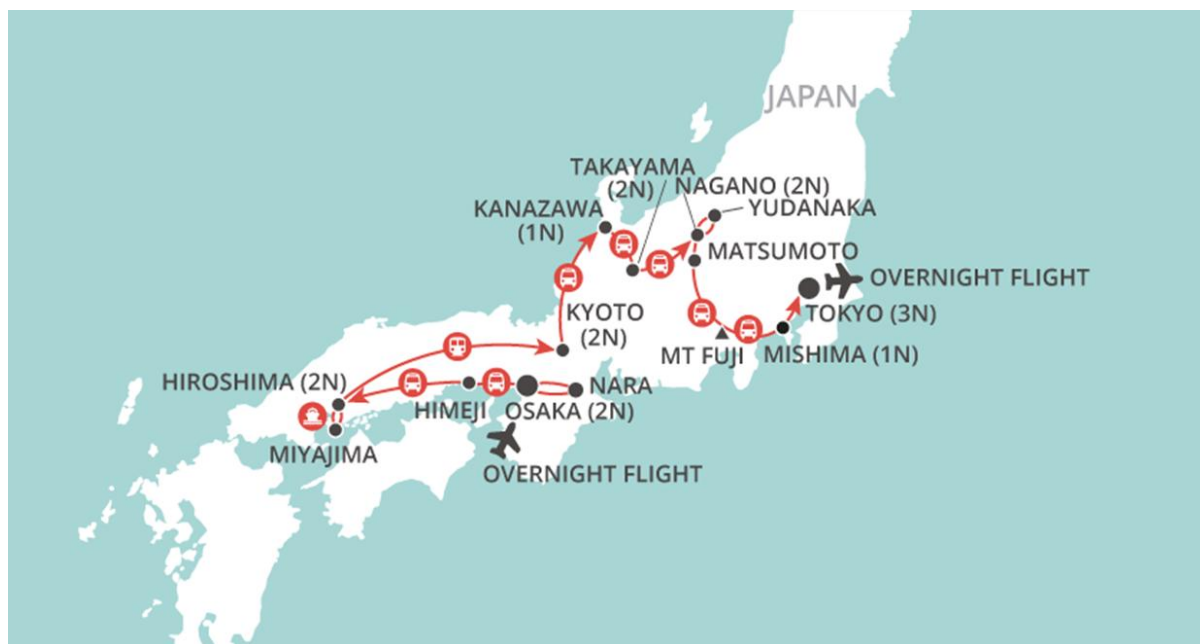 JAPAN
TAKAYAMA
(2N)
NAGANO (2N)
YUDANAKA
KANAZAWA
(1N)
MATSUMOTO
OVERNIGHT FLIGHT
TOKYO (3N)
KYOTO
(2N)
MT FUJI
MISHIMA (1N)
HIROSHIMA (2N)
NARA
HIMEJI
OSAKA (2N)
MIYAJIMA
OVERNIGHT FLIGHT